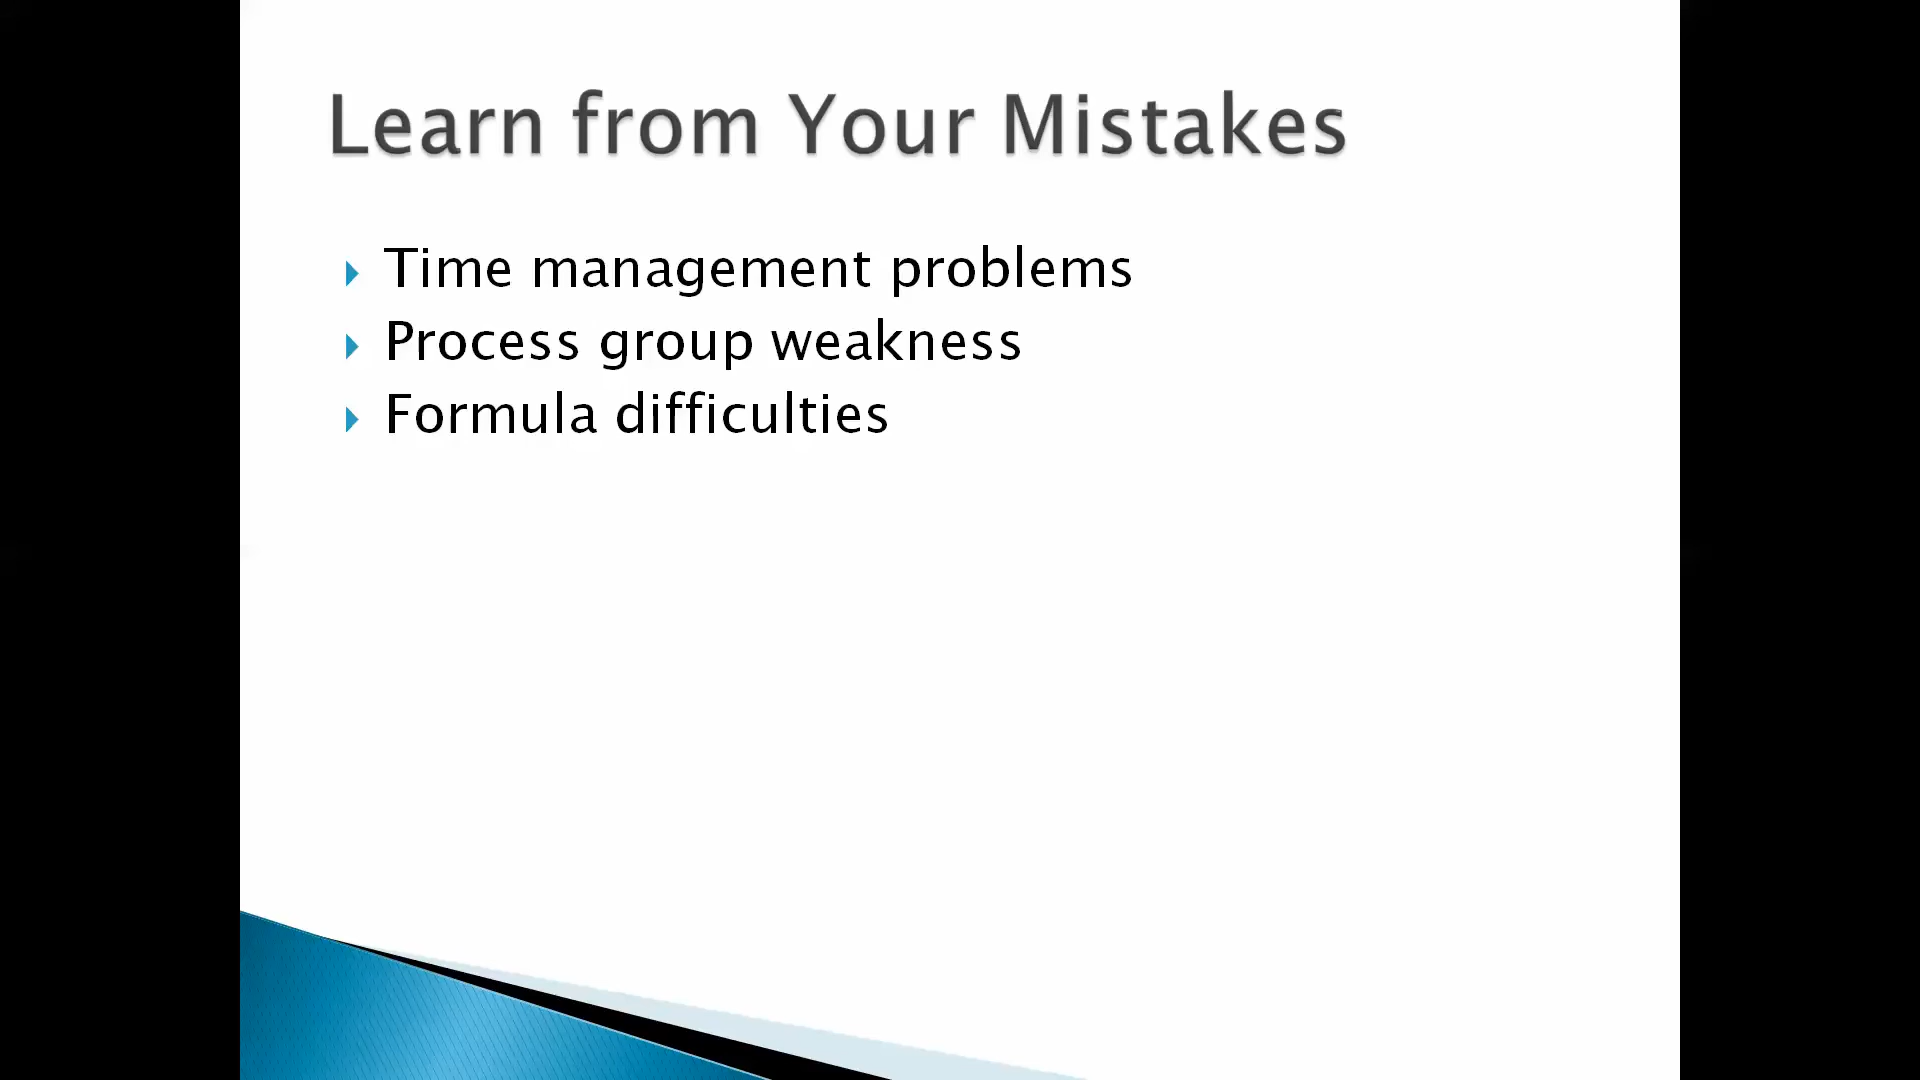 Learn from Your Mistakes
Time management problems
Process group weakness
Formula difficulties